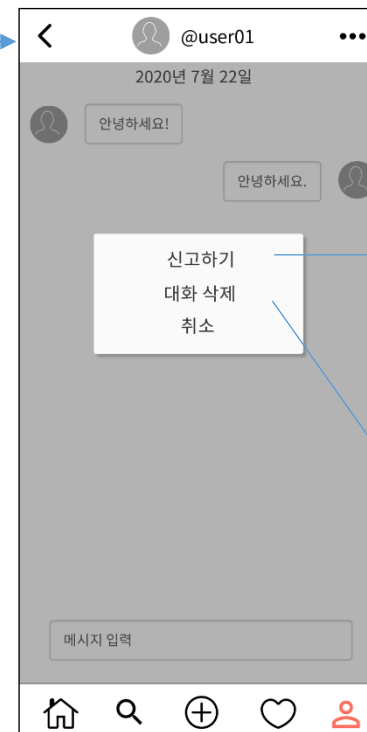 @user01
2020년 7월 22일
안녕하세요!
안녕하세요.
신고하기
대화 삭제
취소
메시지 입력